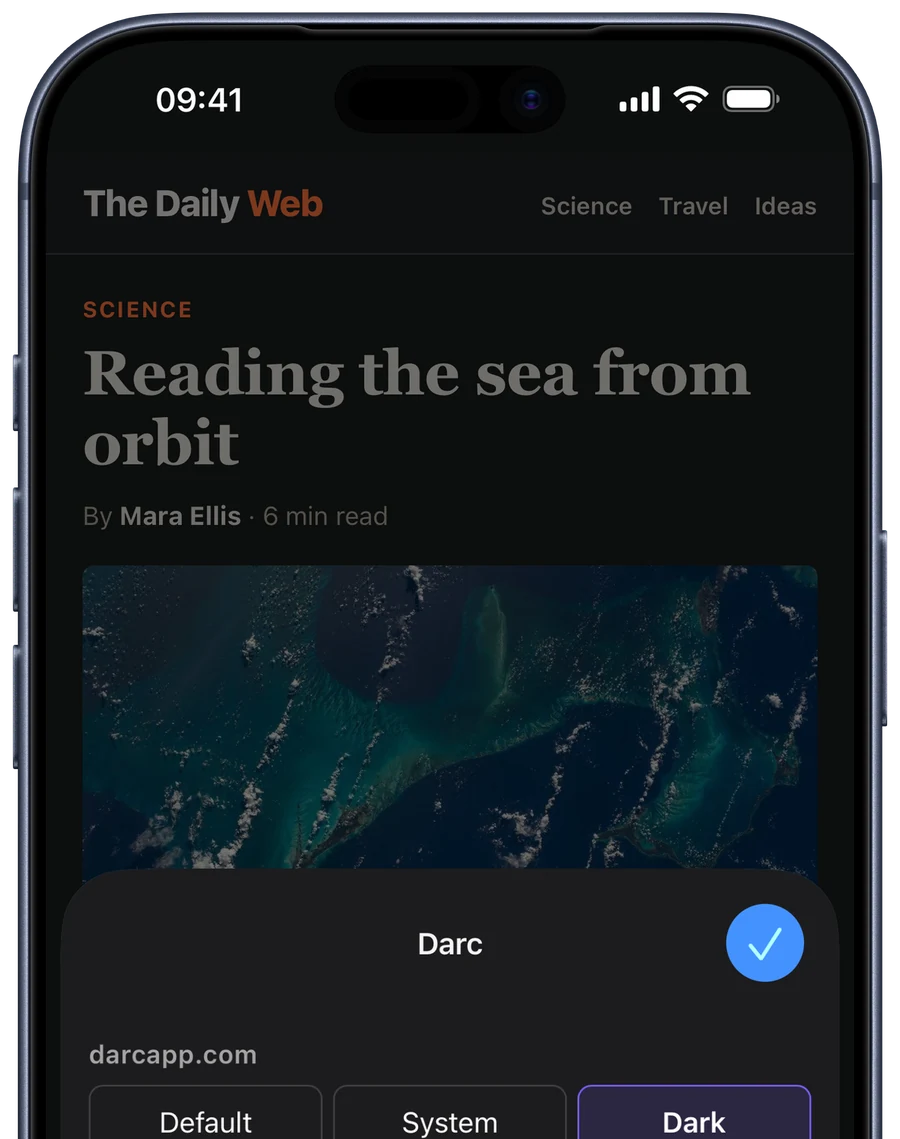 09:41
The Daily Web
Science Travel Ideas
SCIENCE
Reading the sea from
orbit
By Mara Ellis · 6 min read
Darc
darcapp.com
Default System Dark